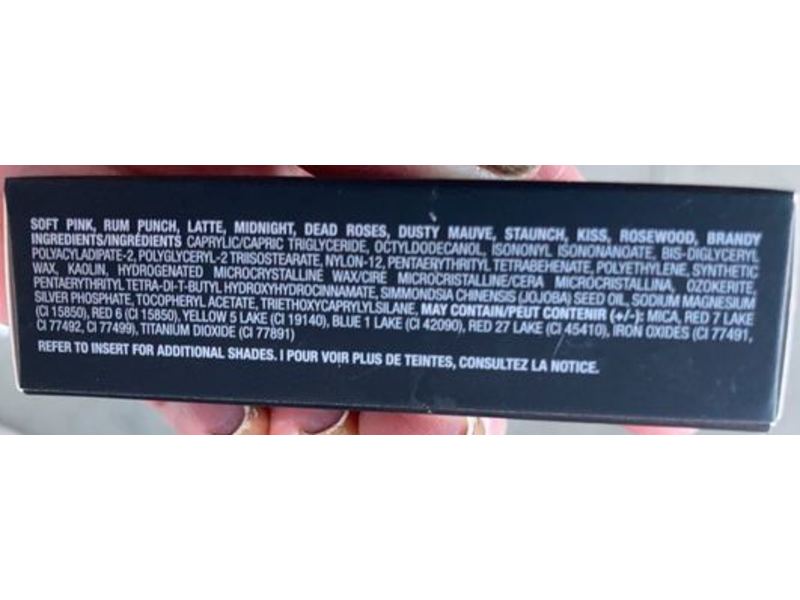 SOFT PINK, RUM PUNCH, LATTE, MIDNIGHT, DEAD ROSES, DUSTY MAUVE, STAUNCH, KISS, ROSEWOOD, BRANDY
INGREDIENTS/INGRÉDIENTS CAPRYLIC/CAPRIC TRIGLYCERIDE, OCTYLDODECANOL, ISONONYL ISONONANOATE, BIS-DIGLYCERYL
POLYACYLADIPATE-2, POLYGLYCERYL-2 TRIISOSTEARATE, NYLON-12, PENTAERYTHRITYL TETRABEHENATE, POLYETHYLENE, SYNTHETIC
WAX, KAOLIN, HYDROGENATED MICROCRYSTALLINE WAX/CIRE MICROCRISTALLINE/CERA MICROCRISTALLINA, OZOKERITE,
PENTAERYTHRITYL TETRA-DI-T-BUTYL HYDROXYHYDROCINNAMATE, SIMMONDSIA CHINENSIS (JOJOBA) SEED OIL, SODIUM MAGNESIUM
SILVER PHOSPHATE, TOCOPHERYL ACETATE, TRIETHOXYCAPRYLYLSILANE, MAY CONTAIN/PEUT CONTENIR (+/-): MICA, RED 7 LAKE
(CI 15850), RED 6 (CI 15850), YELLOW 5 LAKE (CI 19140), BLUE 1 LAKE (CI 42090), RED 27 LAKE (CI 45410), IRON OXIDES (CI 77491,
CI 77492, CI 77499), TITANIUM DIOXIDE (CI 77891)
REFER TO INSERT FOR ADDITIONAL SHADES. I POUR VOIR PLUS DE TEINTES, CONSULTEZ LA NOTICE.